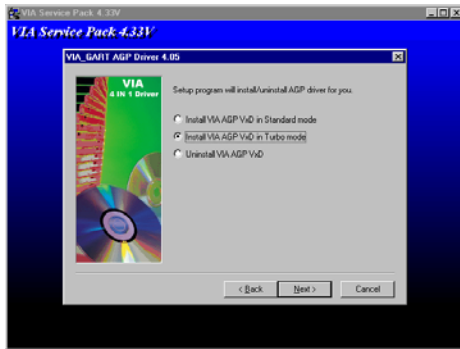 VIA Service Pack 4.33V
VIA Service Pack 4.33V
VIA_GART AGP Driver 4.05
VIA
4 IN 1 Driver
Setup program will install/uninstall AGP driver for you.
Install VIA AGP VxD in Standard mode
Install VIA AGP VxD in Turbo mode
Uninstall VIA AGP VxD
< Back
Next >
Cancel